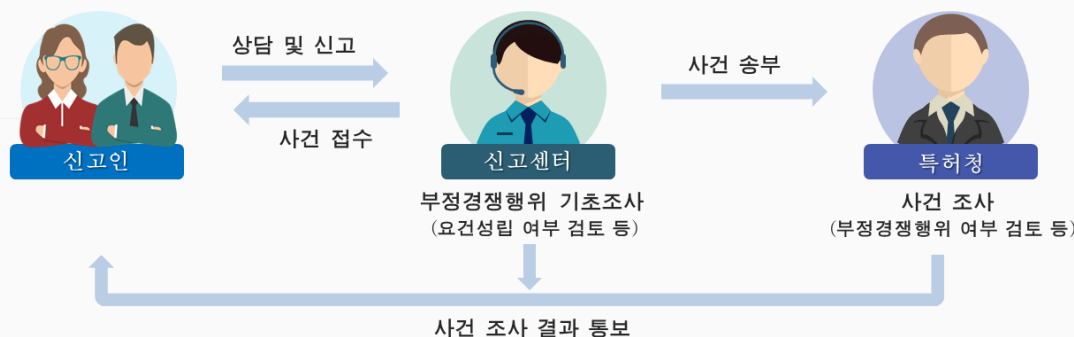 상담 및 신고
사건 접수
사건 송부
신고인
신고센터
특허청
부정경쟁행위 기초조사
(요건성립 여부 검토 등)
사건 조사
(부정경쟁행위 여부 검토 등)
사건 조사 결과 통보